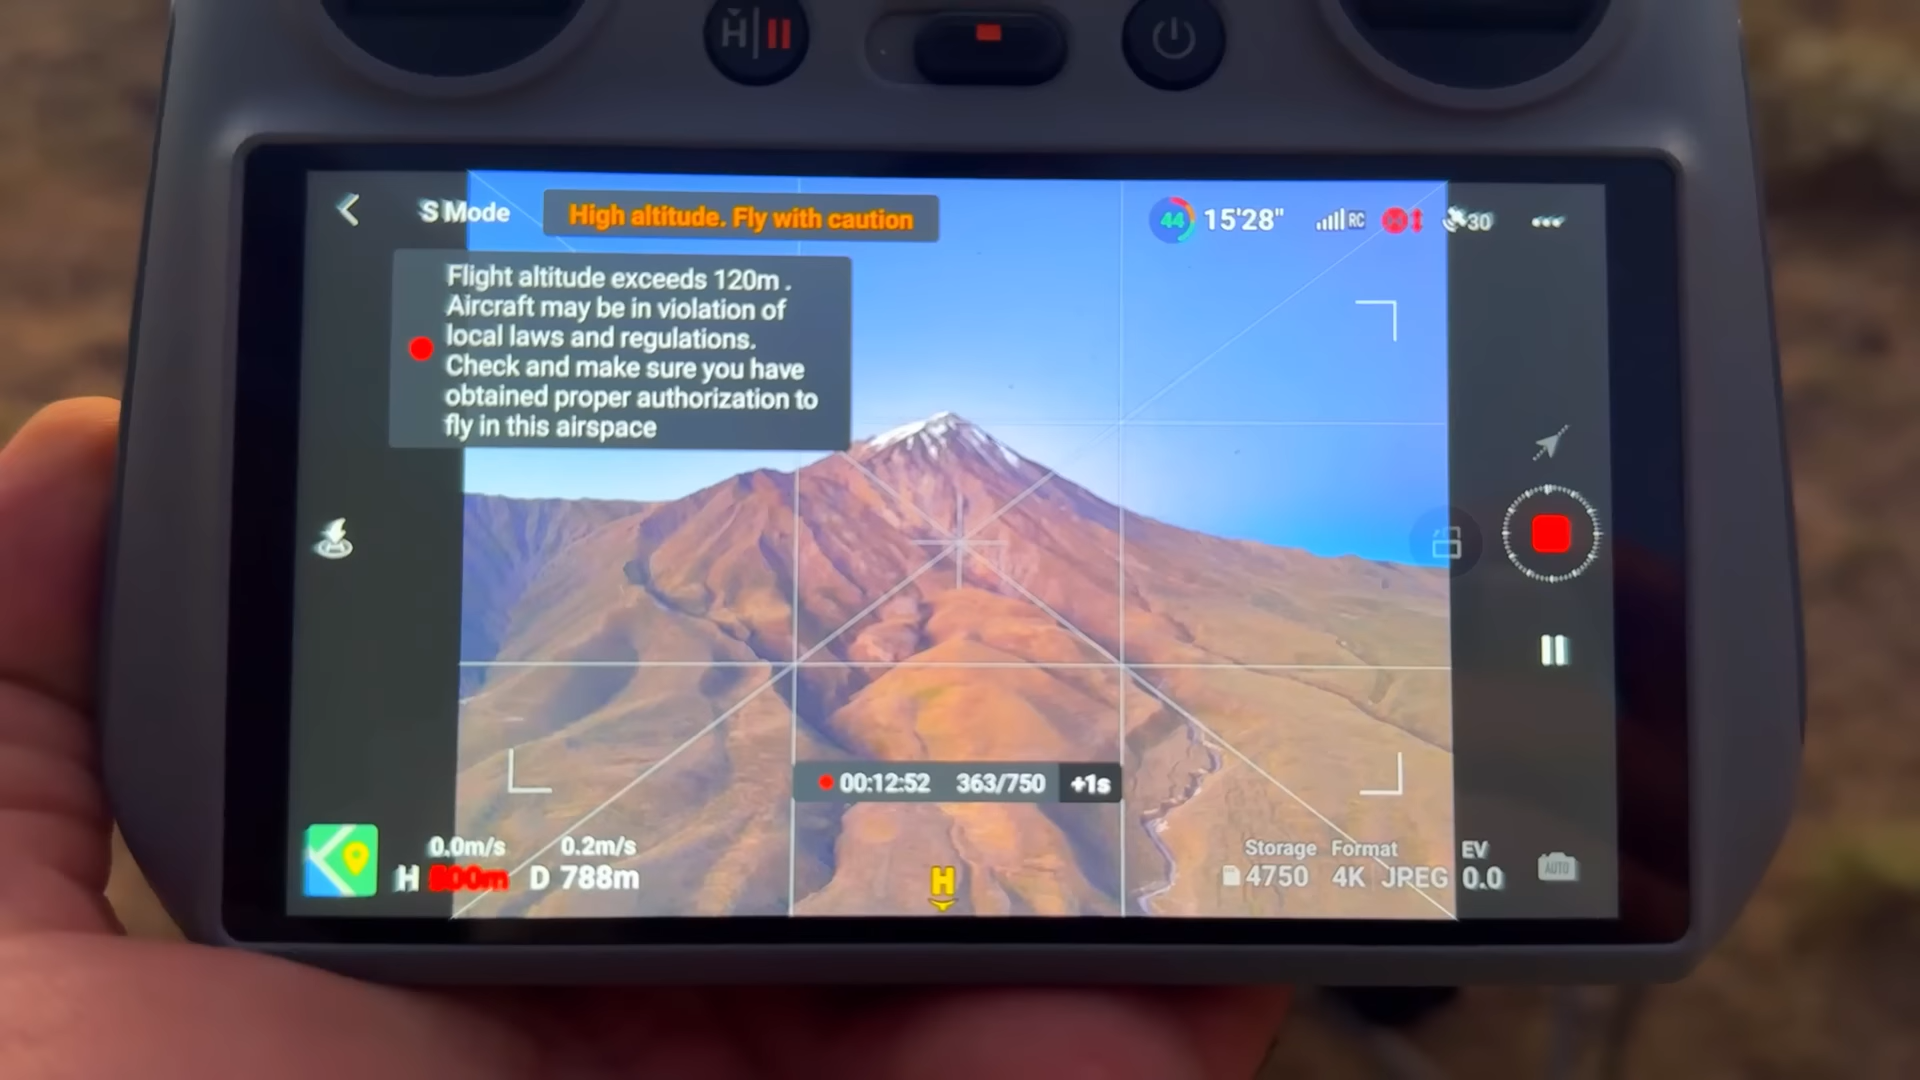 H
S Mode
High altitude. Fly with caution
44 15'28" RC 30
Flight altitude exceeds 120m .
Aircraft may be in violation of
local laws and regulations.
Check and make sure you have
obtained proper authorization to
fly in this airspace
00:12:52 363/750 +1s
0.0m/s 0.2m/s
H D 788m
H
Storage Format EV
4750 4K JPEG 0.0
AUTO